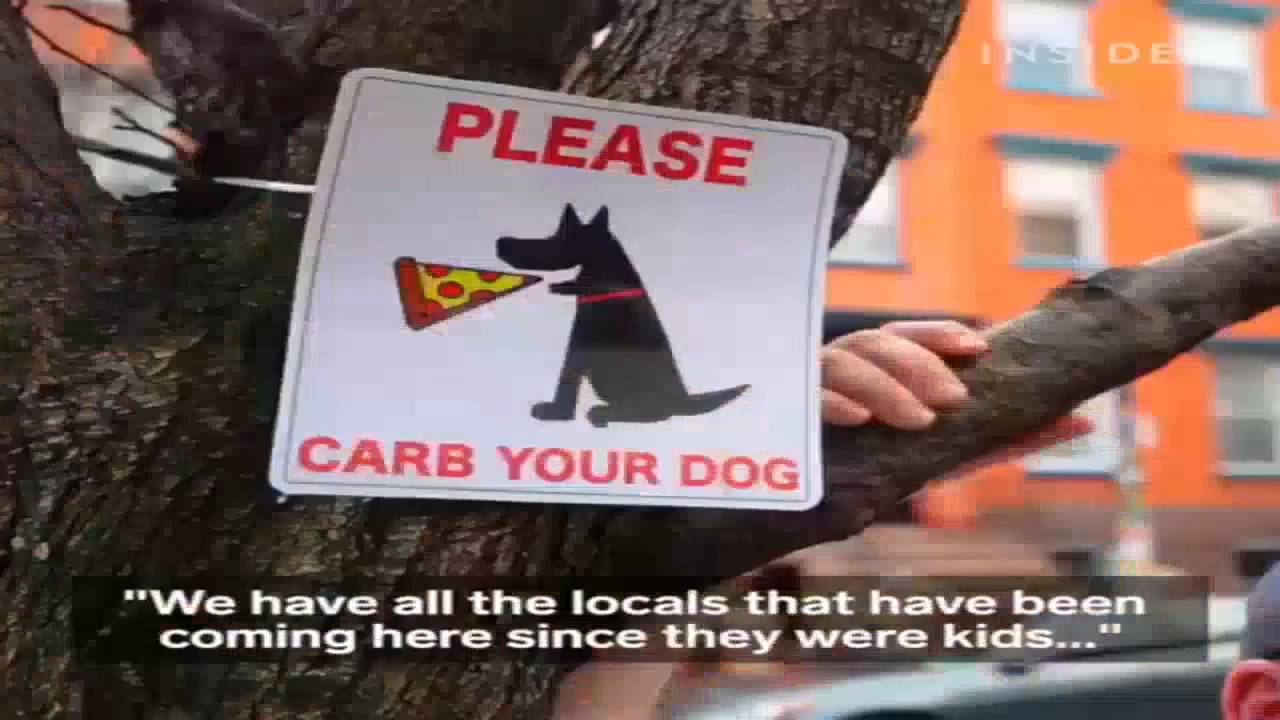 INSIDER
PLEASE
CARB YOUR DOG
"We have all the locals that have been
coming here since they were kids..."